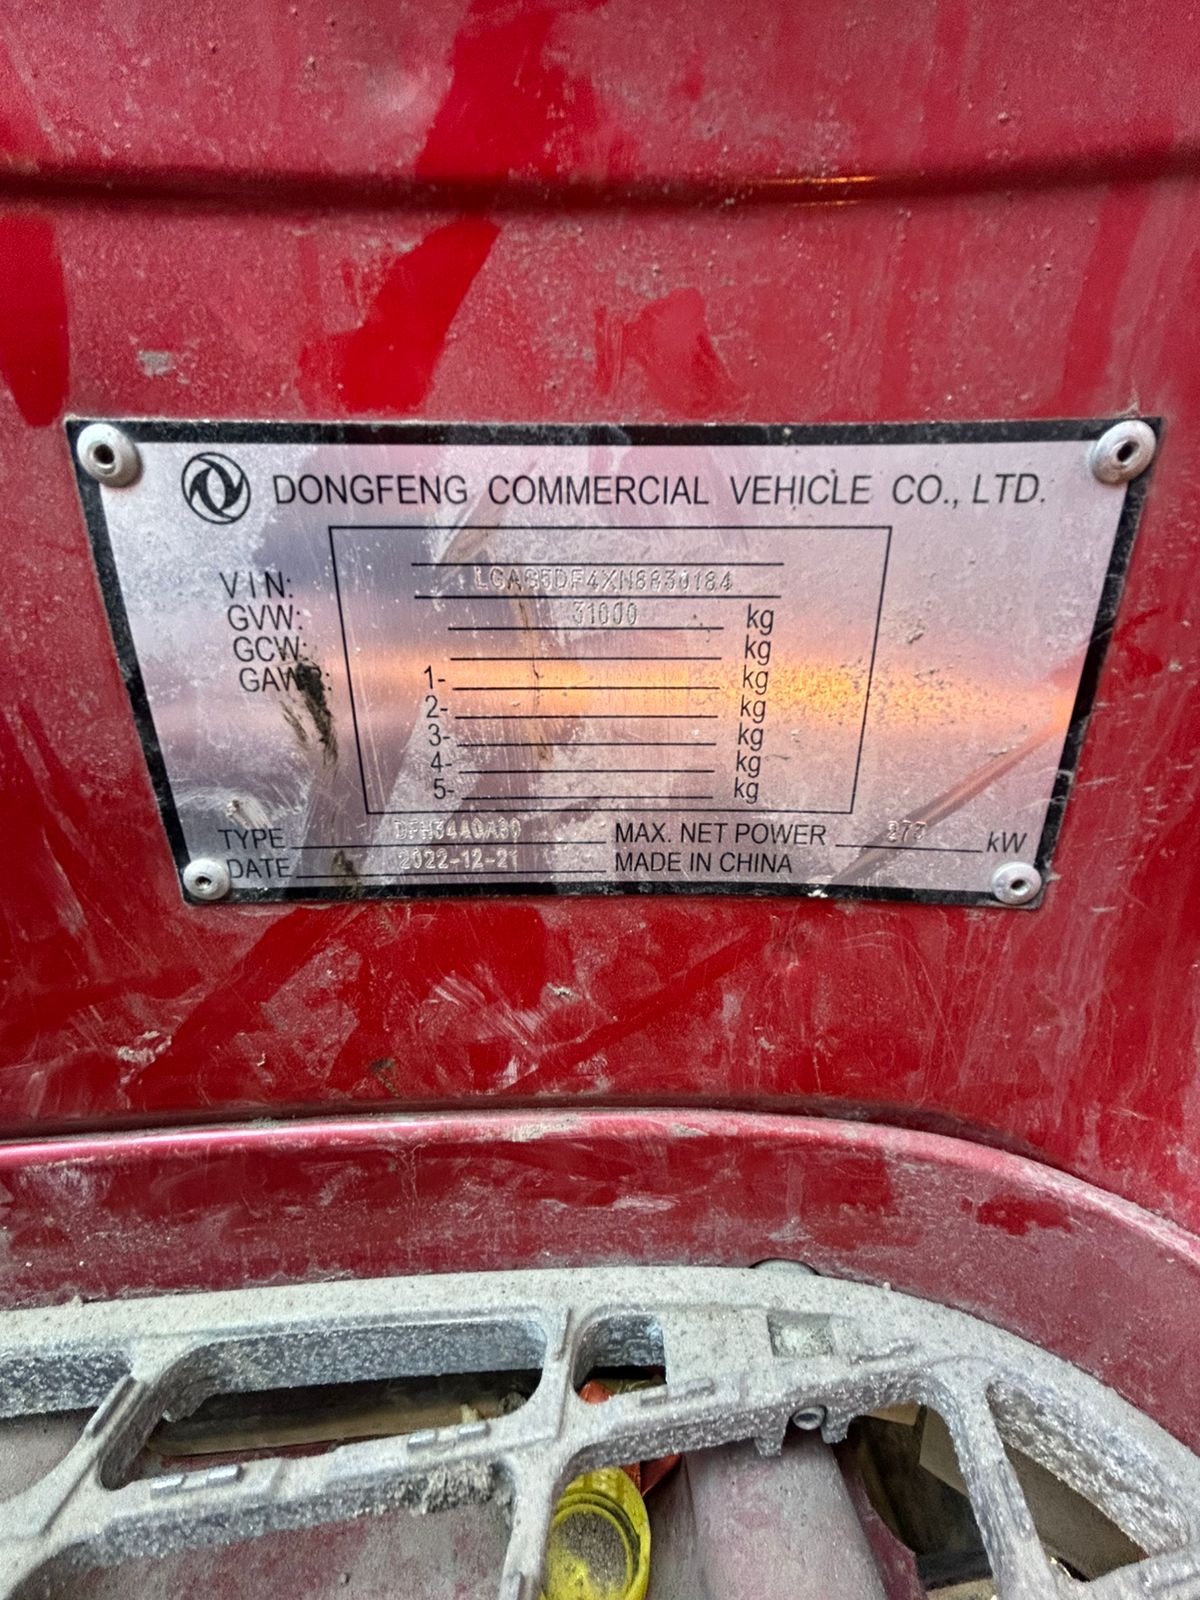 DONGFENG COMMERCIAL VEHICLE CO., LTD.
VIN:
GVW: 31000 kg
GCW: kg
GAWR: 1- kg
2- kg
3- kg
4- kg
5- kg
TYPE MAX. NET POWER kW
DATE 2022-12-21 MADE IN CHINA